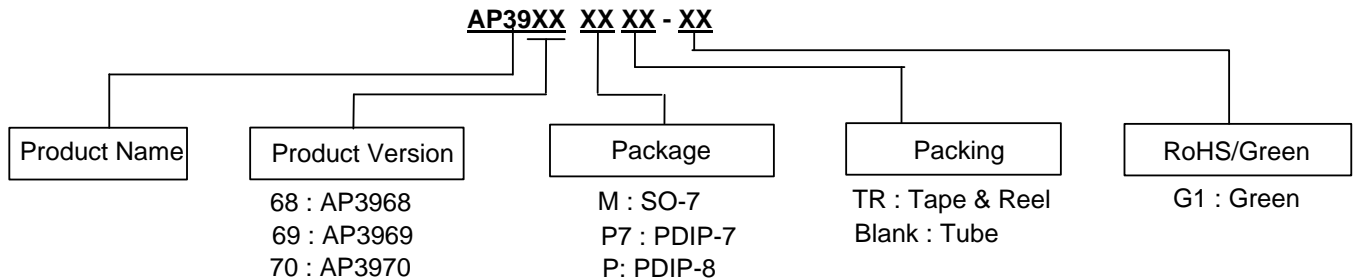 AP39XX XX XX - XX
Product Name
Product Version
Package
Packing
RoHS/Green
68 : AP3968
69 : AP3969
70 : AP3970
M : SO-7
P7 : PDIP-7
P: PDIP-8
TR : Tape & Reel
Blank : Tube
G1 : Green